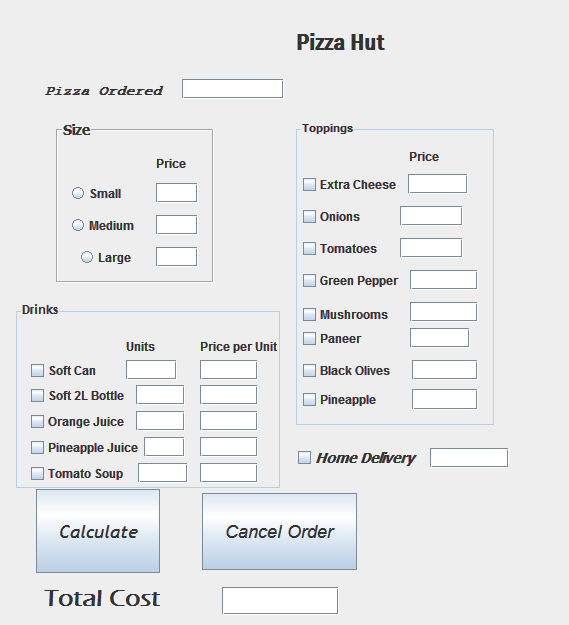 Pizza Hut
Pizza Ordered
Size
Price
Small
Medium
Large
Toppings
Price
Extra Cheese
Onions
Tomatoes
Green Pepper
Mushrooms
Paneer
Black Olives
Pineapple
Drinks
Units Price per Unit
Soft Can
Soft 2L Bottle
Orange Juice
Pineapple Juice
Tomato Soup
Home Delivery
Calculate Cancel Order
Total Cost